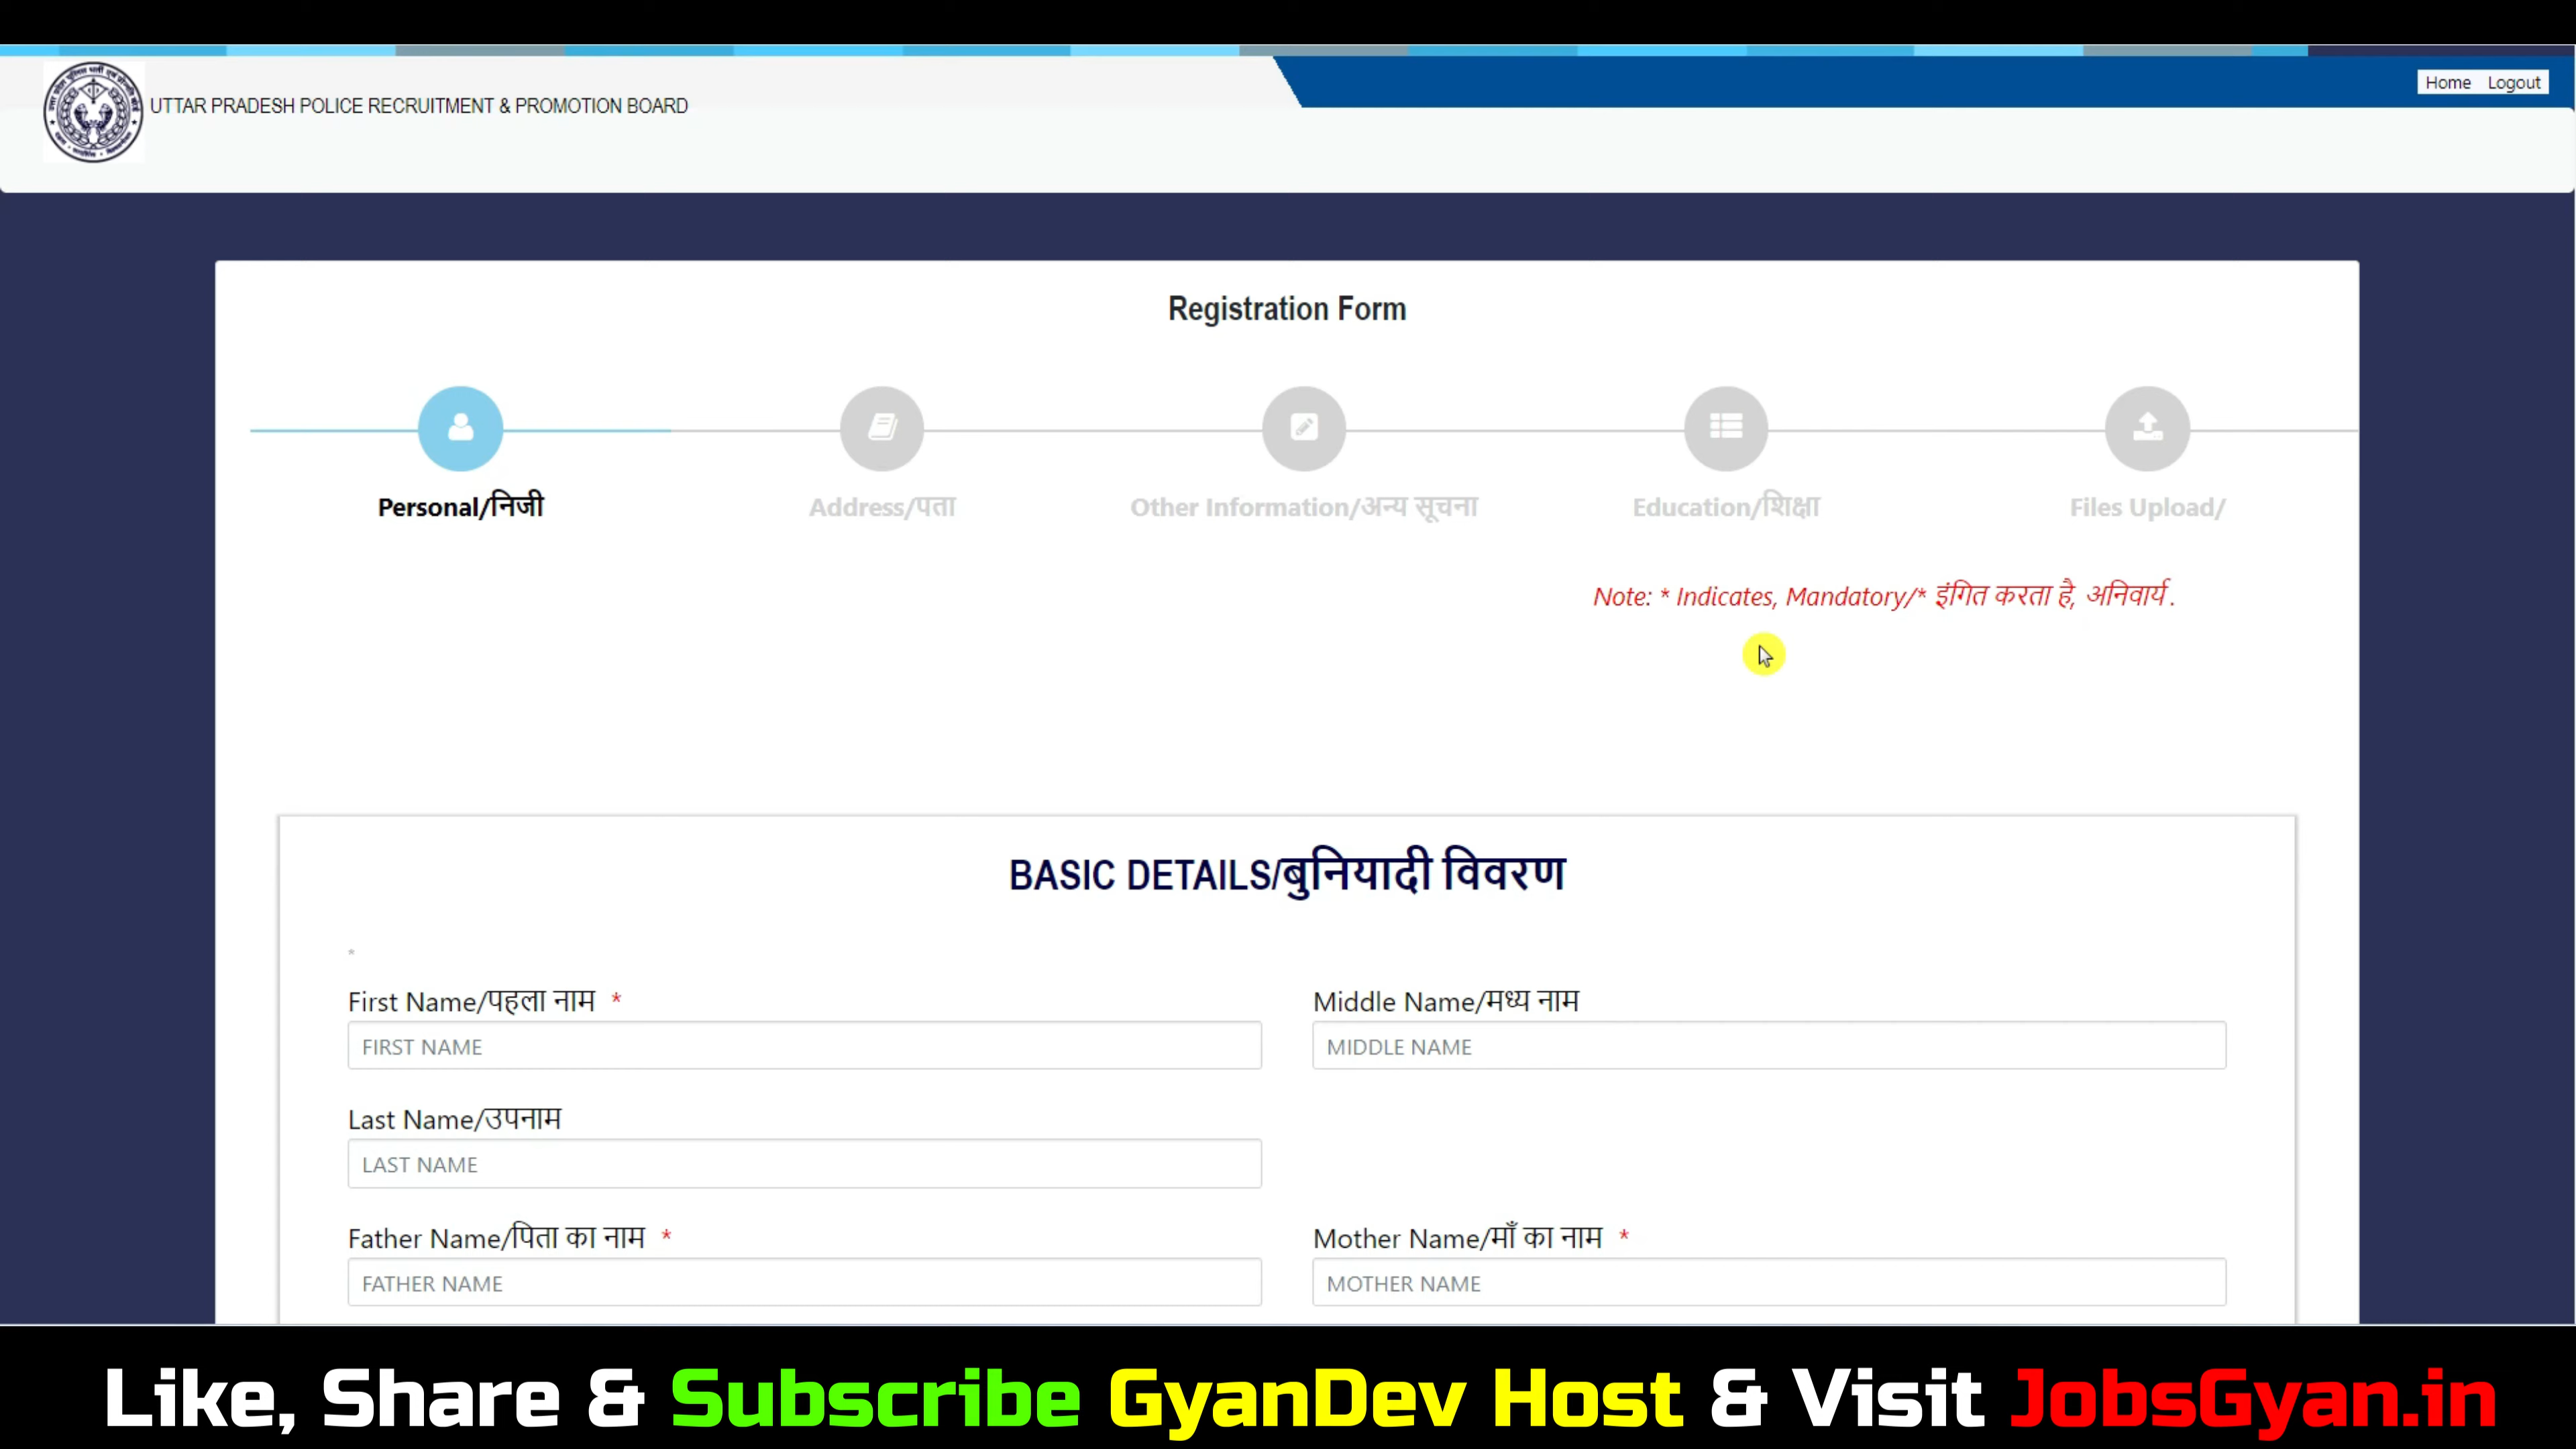 UTTAR PRADESH POLICE RECRUITMENT & PROMOTION BOARD
Home Logout
Registration Form
Personal/निजी
Address/पता
Other Information/अन्य सूचना
Education/शिक्षा
Files Upload/
Note: * Indicates, Mandatory/* इंगित करता है, अनिवार्य .
BASIC DETAILS/बुनियादी विवरण
*
First Name/पहला नाम *
Middle Name/मध्य नाम
FIRST NAME
MIDDLE NAME
Last Name/उपनाम
LAST NAME
Father Name/पिता का नाम *
Mother Name/माँ का नाम *
FATHER NAME
MOTHER NAME
Like, Share & Subscribe GyanDev Host & Visit JobsGyan.in